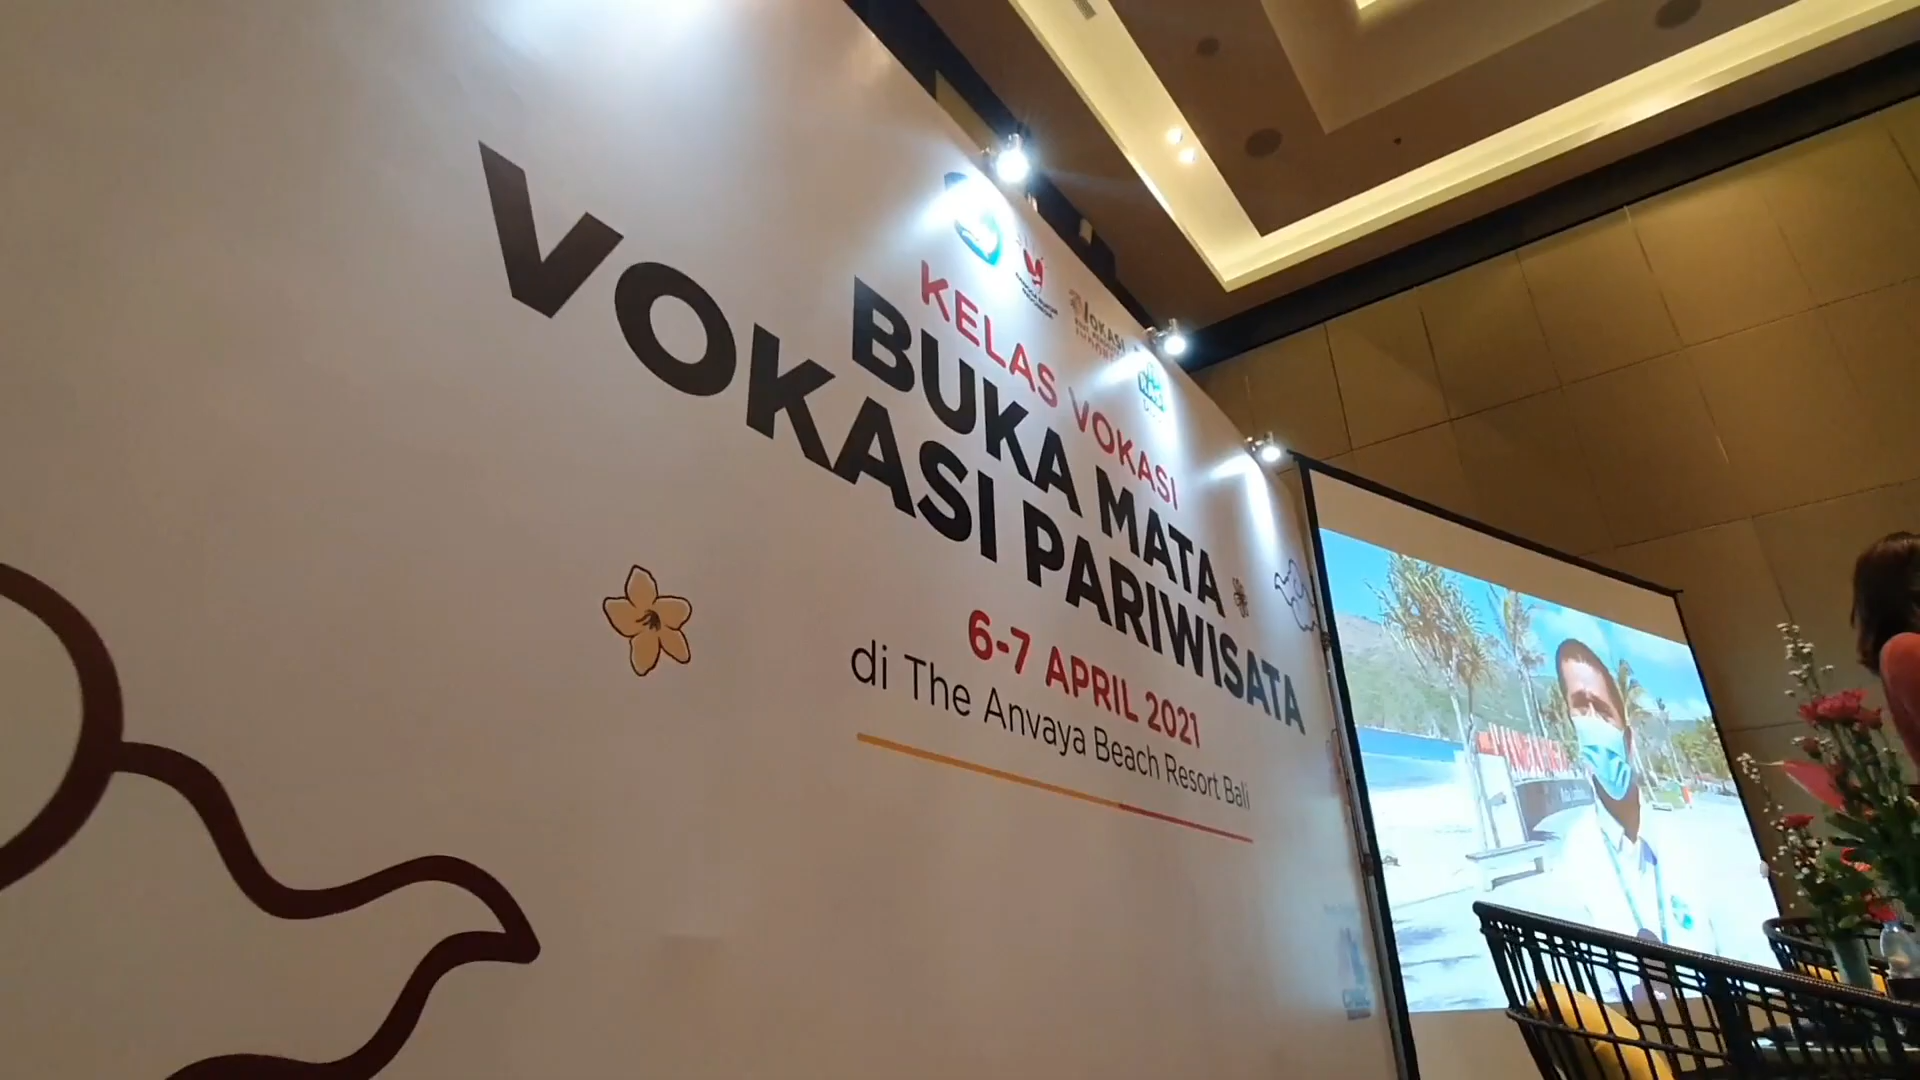 KELAS VOKASI
BUKA MATA
VOKASI PARIWISATA
6-7 APRIL 2021
di The Anvaya Beach Resort Bali